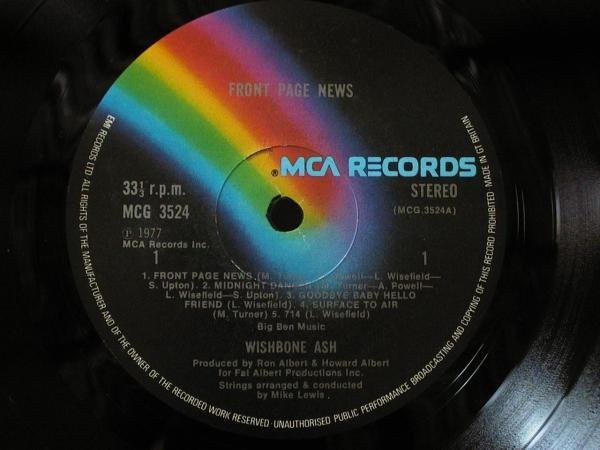 FRONT PAGE NEWS
®MCA RECORDS
33⅓ r.p.m.
STEREO
MCG 3524
(MCG.3524A)
℗ 1977
MCA Records Inc.
1
1
1. FRONT PAGE NEWS (M. Turner—A. Powell—L. Wisefield—
S. Upton). 2. MIDNIGHT DANCER (M. Turner—A. Powell—
L. Wisefield—S. Upton). 3. GOODBYE BABY HELLO
FRIEND (L. Wisefield). 4. SURFACE TO AIR
(M. Turner) 5. 714 (L. Wisefield)
Big Ben Music
WISHBONE ASH
Produced by Ron Albert & Howard Albert
for Fat Albert Productions Inc.
Strings arranged & conducted
by Mike Lewis.
EMI RECORDS LTD ALL RIGHTS OF THE MANUFACTURER AND OF THE OWNER OF THE RECORDED WORK RESERVED·UNAUTHORISED PUBLIC PERFORMANCE BROADCASTING AND COPYING OF THIS RECORD PROHIBITED MADE IN GT BRITAIN